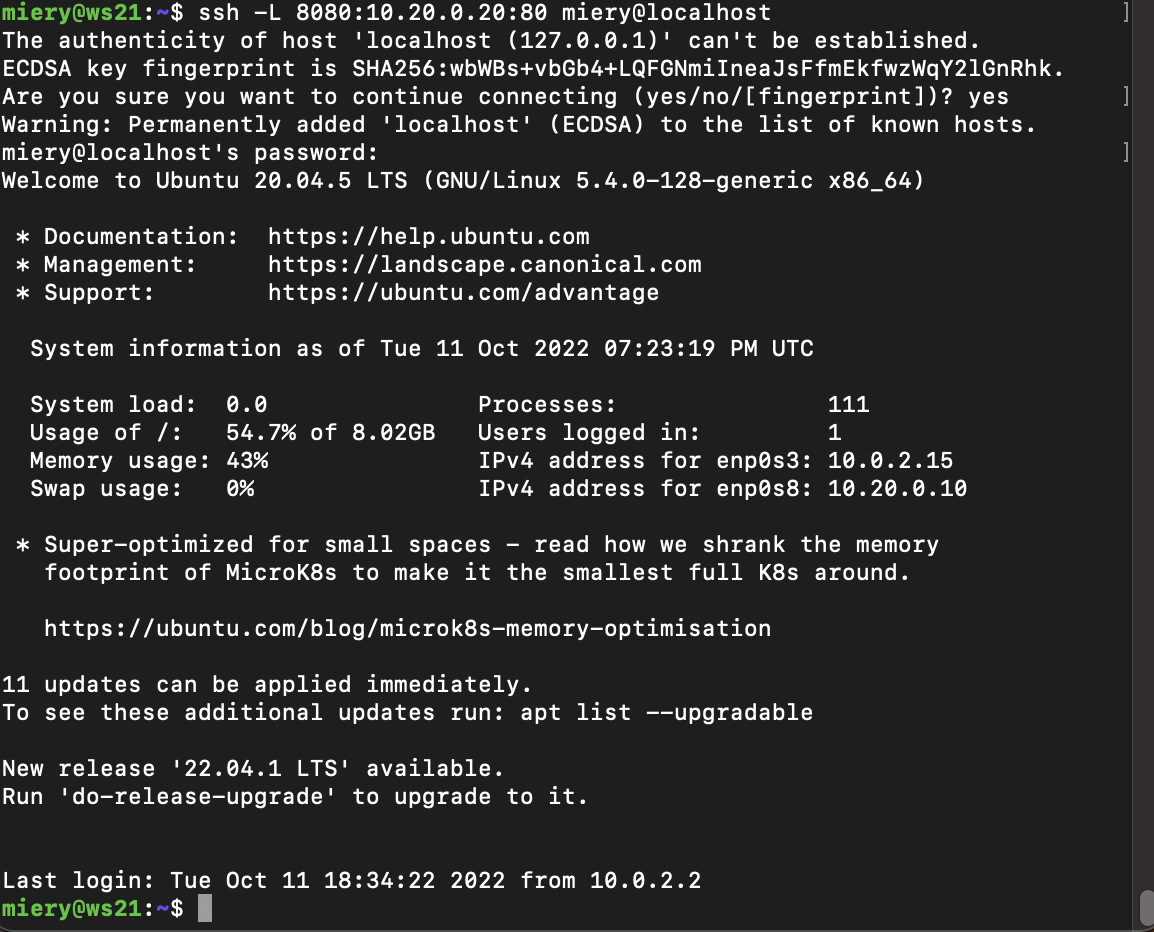 miery@ws21:~$ ssh -L 8080:10.20.0.20:80 miery@localhost ]
The authenticity of host 'localhost (127.0.0.1)' can't be established.
ECDSA key fingerprint is SHA256:wbWBs+vbGb4+LQFGNmiIneaJsFfmEkfwzWqY2lGnRhk.
Are you sure you want to continue connecting (yes/no/[fingerprint])? yes ]
Warning: Permanently added 'localhost' (ECDSA) to the list of known hosts.
miery@localhost's password: ]
Welcome to Ubuntu 20.04.5 LTS (GNU/Linux 5.4.0-128-generic x86_64)

 * Documentation:  https://help.ubuntu.com
 * Management:     https://landscape.canonical.com
 * Support:        https://ubuntu.com/advantage

  System information as of Tue 11 Oct 2022 07:23:19 PM UTC

  System load:  0.0               Processes:               111
  Usage of /:   54.7% of 8.02GB   Users logged in:         1
  Memory usage: 43%               IPv4 address for enp0s3: 10.0.2.15
  Swap usage:   0%                IPv4 address for enp0s8: 10.20.0.10

 * Super-optimized for small spaces - read how we shrank the memory
   footprint of MicroK8s to make it the smallest full K8s around.

   https://ubuntu.com/blog/microk8s-memory-optimisation

11 updates can be applied immediately.
To see these additional updates run: apt list --upgradable

New release '22.04.1 LTS' available.
Run 'do-release-upgrade' to upgrade to it.


Last login: Tue Oct 11 18:34:22 2022 from 10.0.2.2
miery@ws21:~$